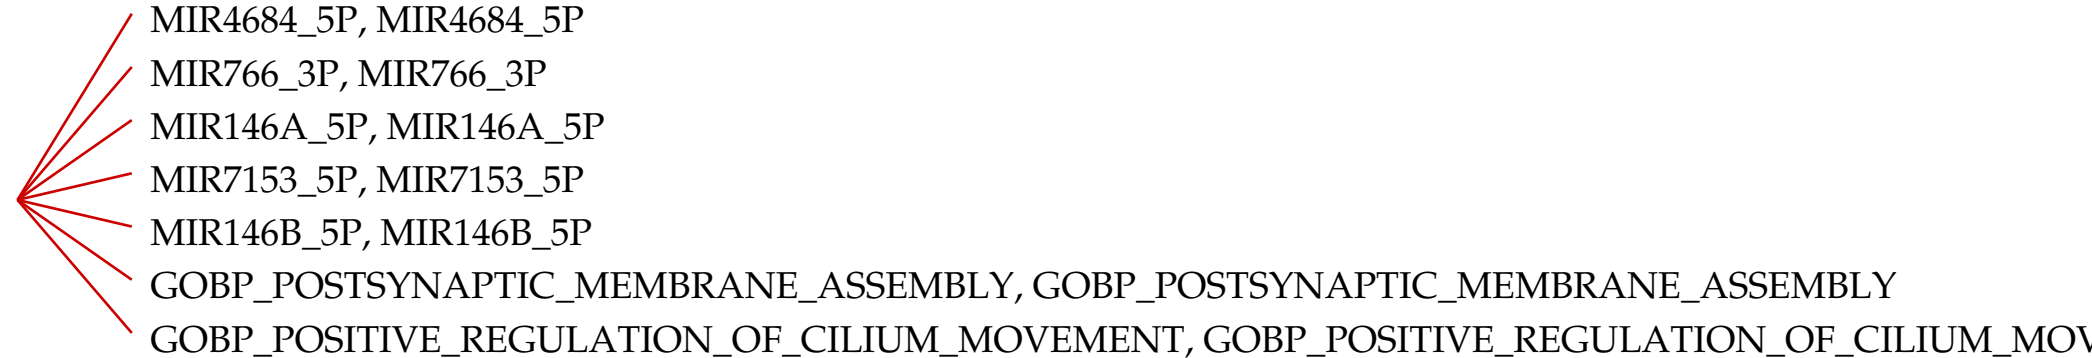 MIR4684_5P, MIR4684_5P
MIR766_3P, MIR766_3P
MIR146A_5P, MIR146A_5P
MIR7153_5P, MIR7153_5P
MIR146B_5P, MIR146B_5P
GOBP_POSTSYNAPTIC_MEMBRANE_ASSEMBLY, GOBP_POSTSYNAPTIC_MEMBRANE_ASSEMBLY
GOBP_POSITIVE_REGULATION_OF_CILIUM_MOVEMENT, GOBP_POSITIVE_REGULATION_OF_CILIUM_MOV